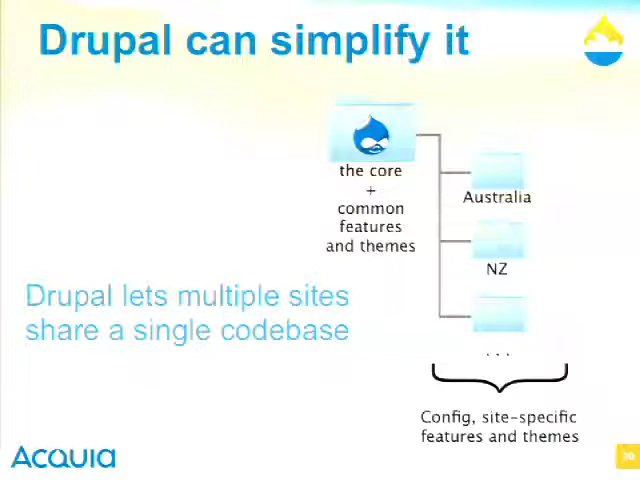 Drupal can simplify it
the core
+
common
features
and themes
Australia
NZ
Drupal lets multiple sites
share a single codebase
. . .
Config, site-specific
features and themes
Acquia